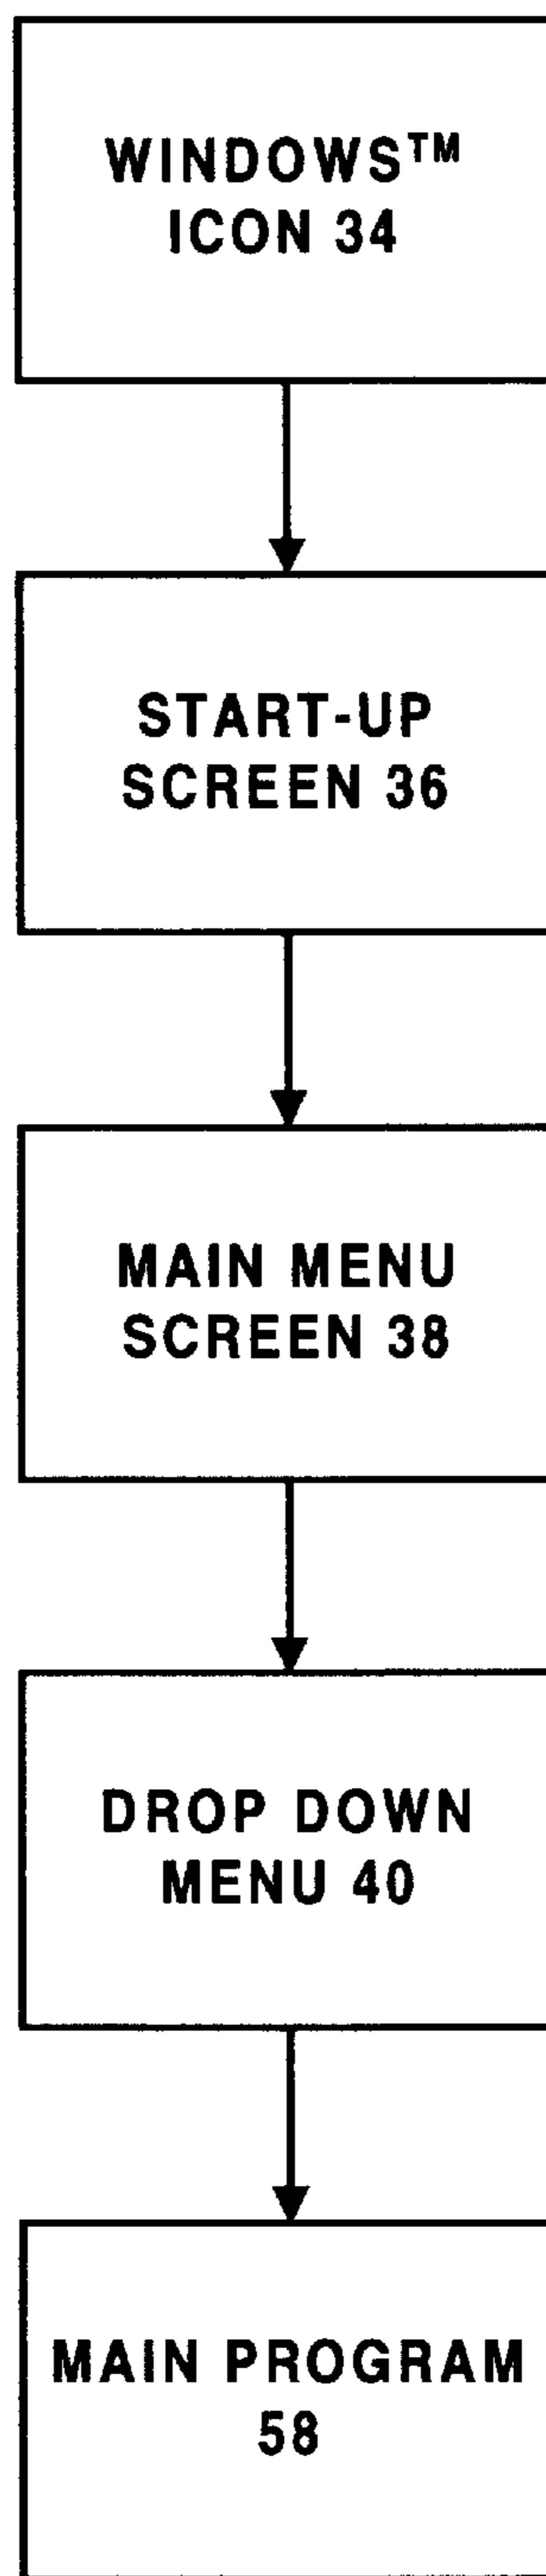 WINDOWS™
ICON 34
START-UP
SCREEN 36
MAIN MENU
SCREEN 38
DROP DOWN
MENU 40
MAIN PROGRAM
58